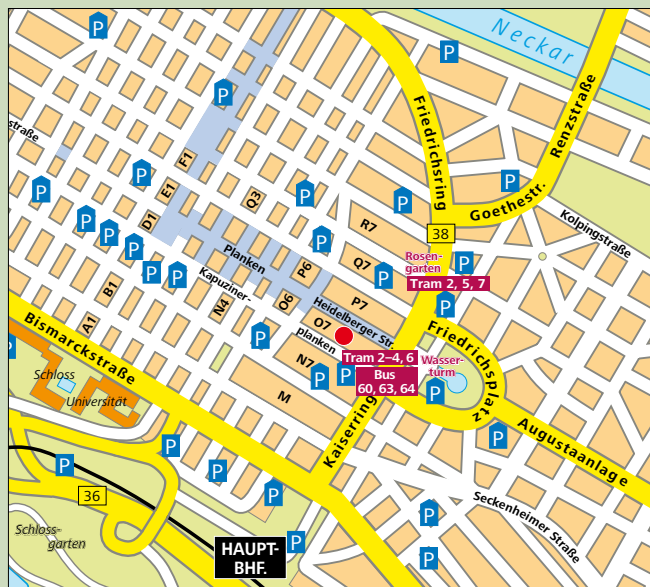 P
Neckar
P
P
Friedrichsring
Renzstraße
straße
F1
P
E1
Q3
P
P
P
P
Goethestr.
Kolpingstraße
D1
P
P
P
R7
38
P
Planken
P6
Q7
Rosen-
garten
P
P
P
P
Tram 2, 5, 7
Kapuziner-
planken
B1
N4
O6
P7
Heidelberger Str.
P
A1
O7
P
Friedrichsplatz
Bismarckstraße
Tram 2–4, 6
Wasser-
turm
N7
P
P
Bus
60, 63, 64
P
Schloss
Universität
M
Kaiserring
P
Augustaanlage
P
P
P
P
36
Seckenheimer Straße
P
Schloss-
garten
HAUPT-
BHF.
P
P